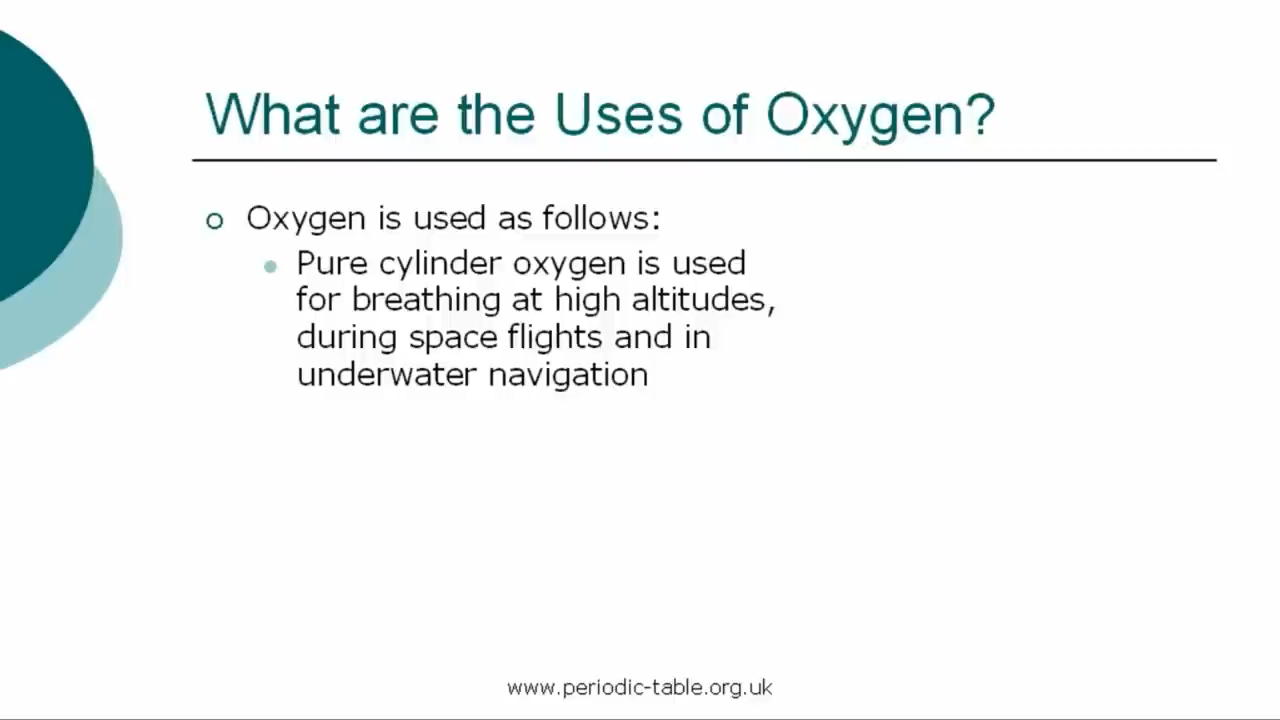 What are the Uses of Oxygen?
Oxygen is used as follows:
Pure cylinder oxygen is used
for breathing at high altitudes,
during space flights and in
underwater navigation
www.periodic-table.org.uk